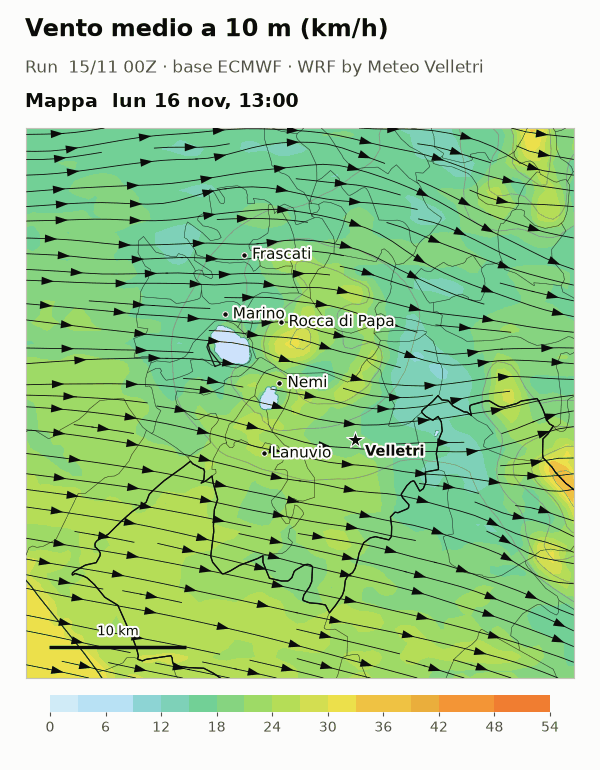 Vento medio a 10 m (km/h)
Run 15/11 00Z · base ECMWF · WRF by Meteo Velletri
Mappa lun 16 nov, 13:00
Frascati
Marino
Rocca di Papa
Nemi
Velletri
Lanuvio
10 km
0 6 12 18 24 30 36 42 48 54